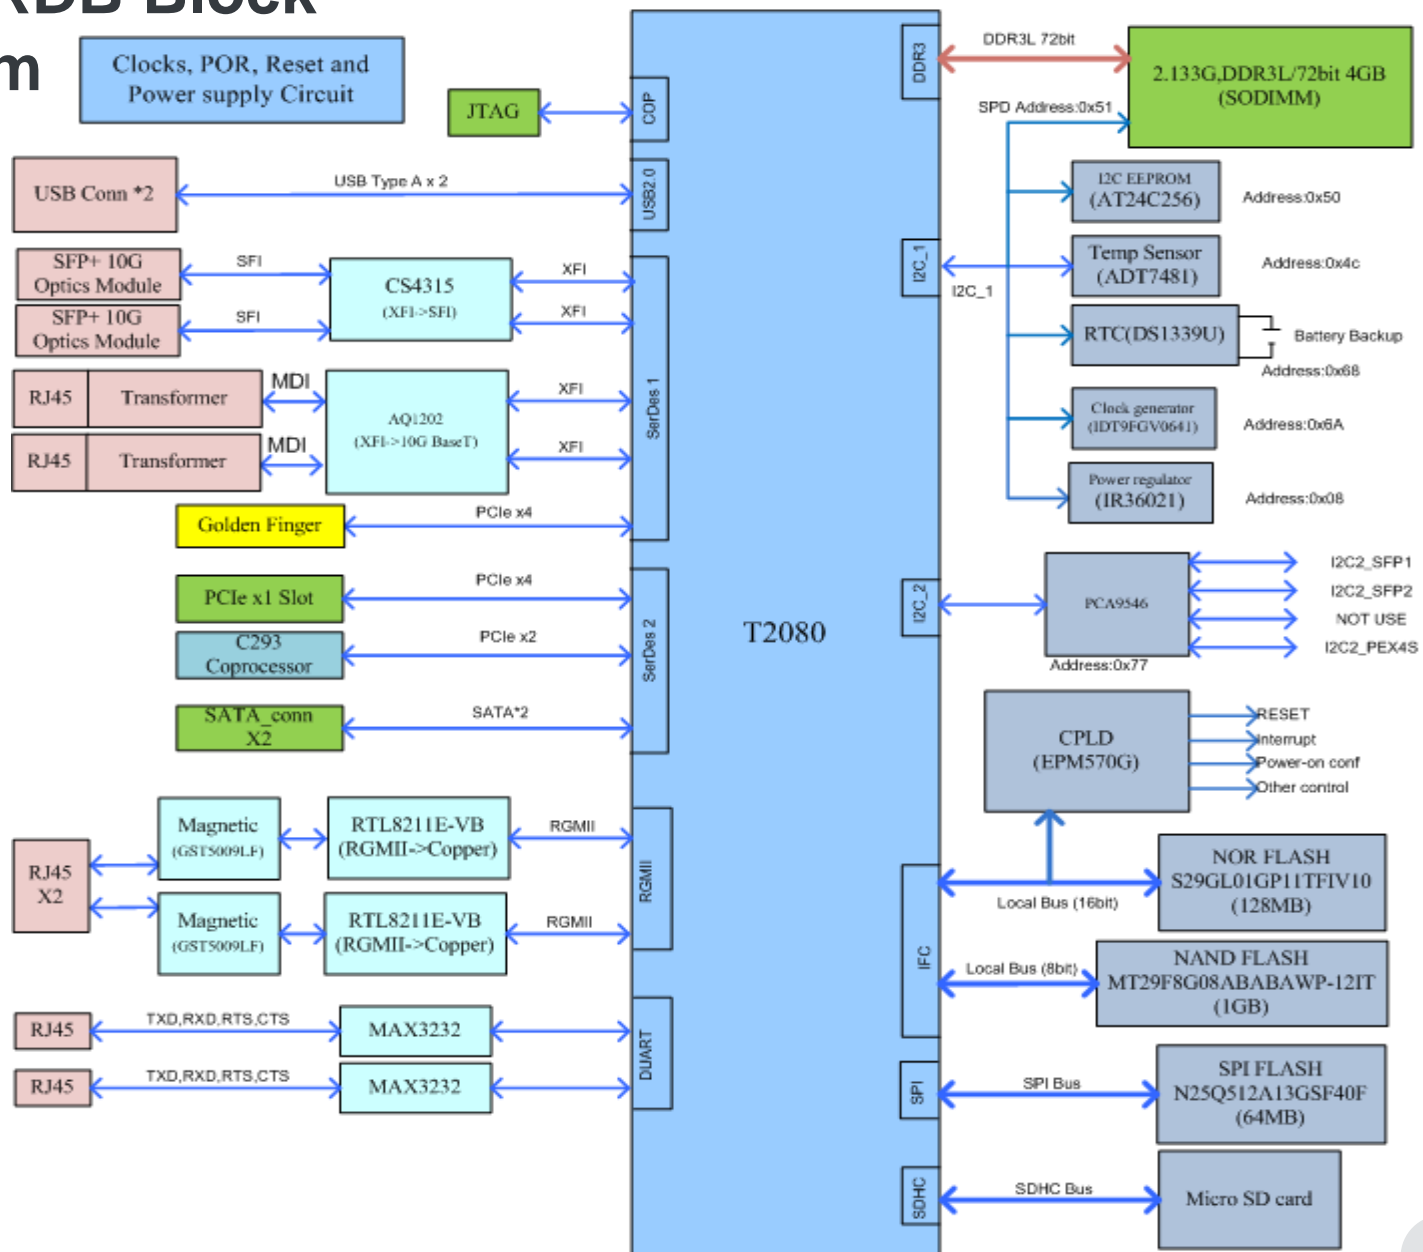 RDB Block
m
Clocks, POR, Reset and
Power supply Circuit
JTAG
COP
USB Conn *2
USB Type A x 2
USB2.0
SFP+ 10G
Optics Module
SFI
SFP+ 10G
Optics Module
SFI
CS4315
(XFI->SFI)
XFI
XFI
RJ45
Transformer
MDI
RJ45
Transformer
MDI
AQ1202
(XFI->10G BaseT)
XFI
XFI
SerDes 1
Golden Finger
PCIe x4
PCIe x1 Slot
PCIe x4
C293
Coprocessor
PCIe x2
SerDes 2
SATA_conn
X2
SATA*2
RJ45
X2
Magnetic
(GST5009LF)
RTL8211E-VB
(RGMII->Copper)
RGMII
Magnetic
(GST5009LF)
RTL8211E-VB
(RGMII->Copper)
RGMII
RGMII
RJ45
TXD,RXD,RTS,CTS
MAX3232
RJ45
TXD,RXD,RTS,CTS
MAX3232
DUART
T2080
DDR3
DDR3L 72bit
2.133G,DDR3L/72bit 4GB
(SODIMM)
SPD Address:0x51
I2C EEPROM
(AT24C256)
Address:0x50
I2C_1
I2C_1
Temp Sensor
(ADT7481)
Address:0x4c
RTC(DS1339U)
Battery Backup
Address:0x68
Clock generator
(IDT9FGV0641)
Address:0x6A
Power regulator
(IR36021)
Address:0x08
I2C_2
PCA9546
Address:0x77
I2C2_SFP1
I2C2_SFP2
NOT USE
I2C2_PEX4S
CPLD
(EPM570G)
RESET
Interrupt
Power-on conf
Other control
IFC
Local Bus (16bit)
NOR FLASH
S29GL01GP11TFIV10
(128MB)
Local Bus (8bit)
NAND FLASH
MT29F8G08ABABAWP-12IT
(1GB)
SPI
SPI Bus
SPI FLASH
N25Q512A13GSF40F
(64MB)
SDHC
SDHC Bus
Micro SD card